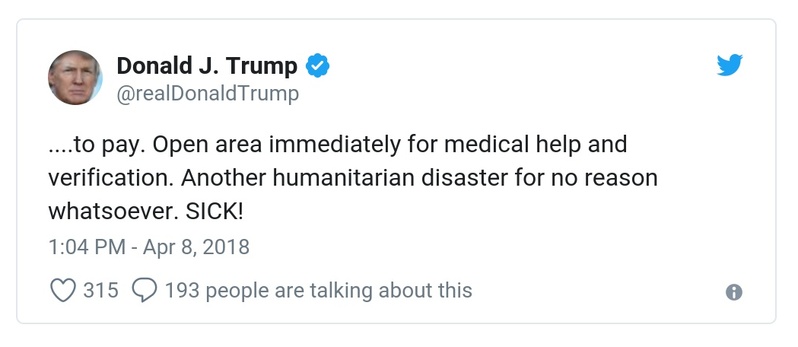 Donald J. Trump
@realDonaldTrump
....to pay. Open area immediately for medical help and
verification. Another humanitarian disaster for no reason
whatsoever. SICK!
1:04 PM - Apr 8, 2018
315 193 people are talking about this